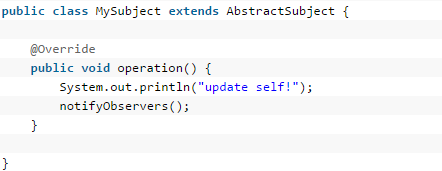 public class MySubject extends AbstractSubject {
@Override
public void operation() {
System.out.println("update self!");
notifyObservers();
}
}